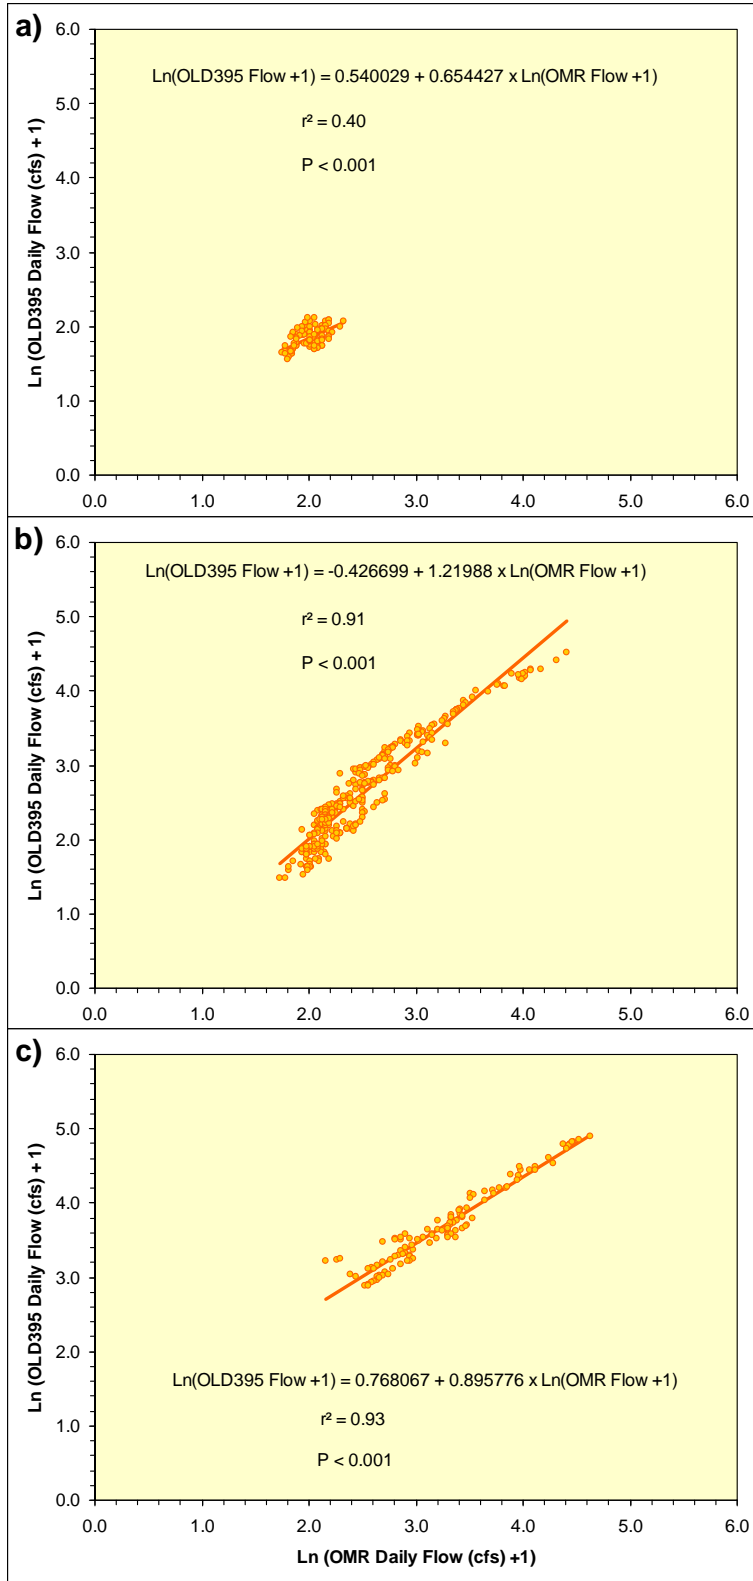 a)
6.0
Ln(OLD395 Flow +1) = 0.540029 + 0.654427 x Ln(OMR Flow +1)
5.0
r² = 0.40
P < 0.001
4.0
3.0
2.0
1.0
0.0
Ln (OLD395 Daily Flow (cfs) + 1)
0.0 1.0 2.0 3.0 4.0 5.0 6.0
b)
6.0
Ln(OLD395 Flow +1) = -0.426699 + 1.21988 x Ln(OMR Flow +1)
5.0
r² = 0.91
P < 0.001
4.0
3.0
2.0
1.0
0.0
Ln (OLD395 Daily Flow (cfs) + 1)
0.0 1.0 2.0 3.0 4.0 5.0 6.0
c)
6.0
5.0
4.0
3.0
2.0
Ln(OLD395 Flow +1) = 0.768067 + 0.895776 x Ln(OMR Flow +1)
r² = 0.93
1.0
P < 0.001
0.0
Ln (OLD395 Daily Flow (cfs) + 1)
0.0 1.0 2.0 3.0 4.0 5.0 6.0
Ln (OMR Daily Flow (cfs) +1)